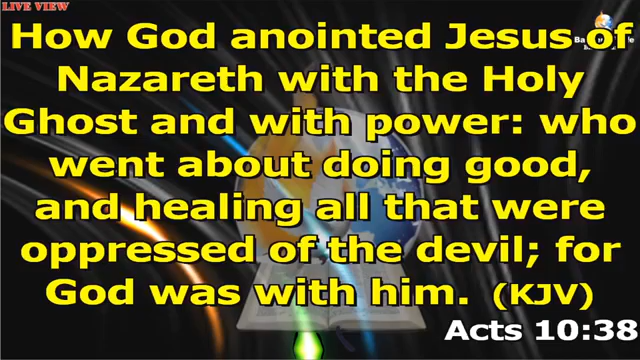 LIVE VIEW
How God anointed Jesus of
Nazareth with the Holy
Ghost and with power: who
went about doing good,
and healing all that were
oppressed of the devil; for
God was with him. (KJV)
Acts 10:38